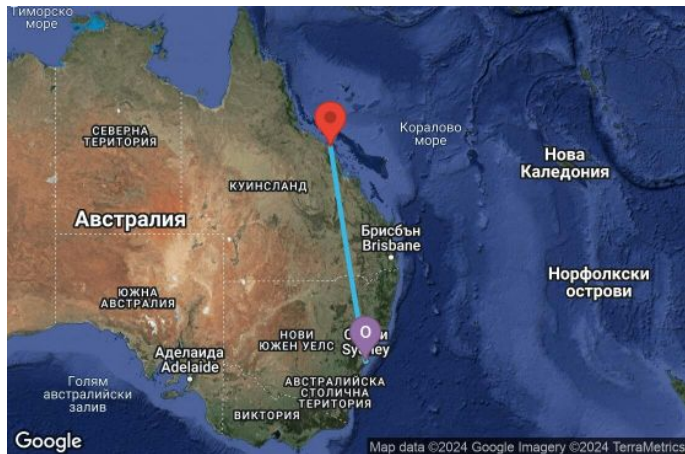 Тиморско
море
СЕВЕРНА
ТЕРИТОРИЯ
Коралово
море
Нова
Каледония
КУИНСЛАНД
Австралия
Брисбън
Brisbane
Норфолкски
острови
ЮЖНА
АВСТРАЛИЯ
НОВИ
ЮЖЕН УЕЛС
O
Sydney
Аделаида
Adelaide
Голям
австралийски
залив
АВСТРАЛИЙСКА
СТОЛИЧНА
ТЕРИТОРИЯ
ВИКТОРИЯ
Google
Map data ©2024 Google Imagery ©2024 TerraMetrics